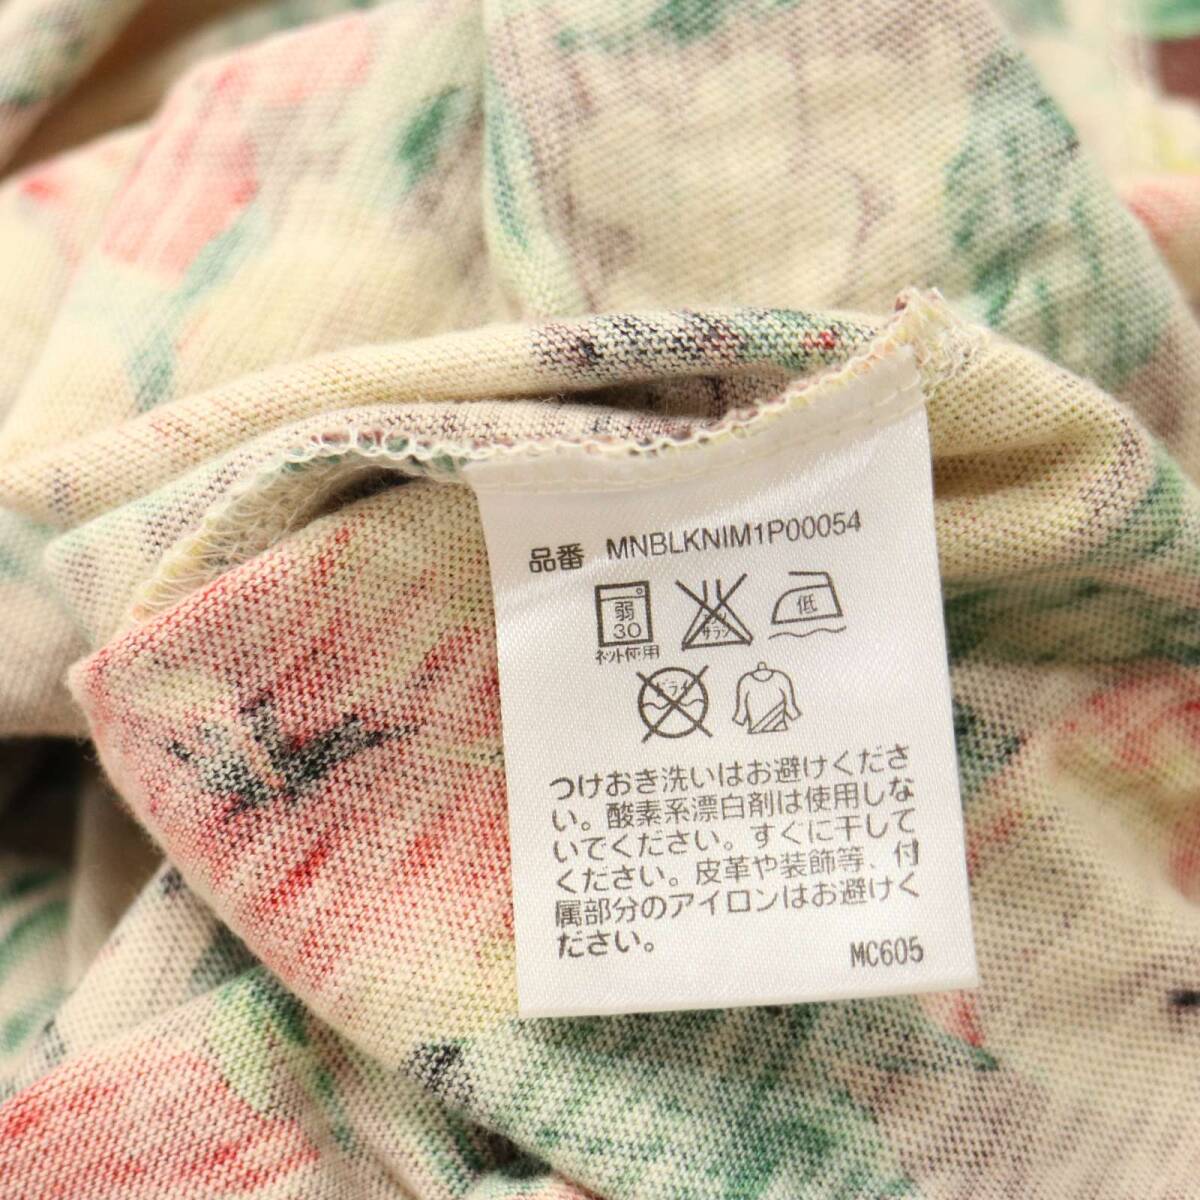 品番 MNBLKNIM1P00054
弱
30
ネット使用
低
つけおき洗いはお避けくださ
い。酸素系漂白剤は使用しな
いでください。すぐに干して
ください。皮革や装飾等、付
属部分のアイロンはお避けく
ださい。
MC605